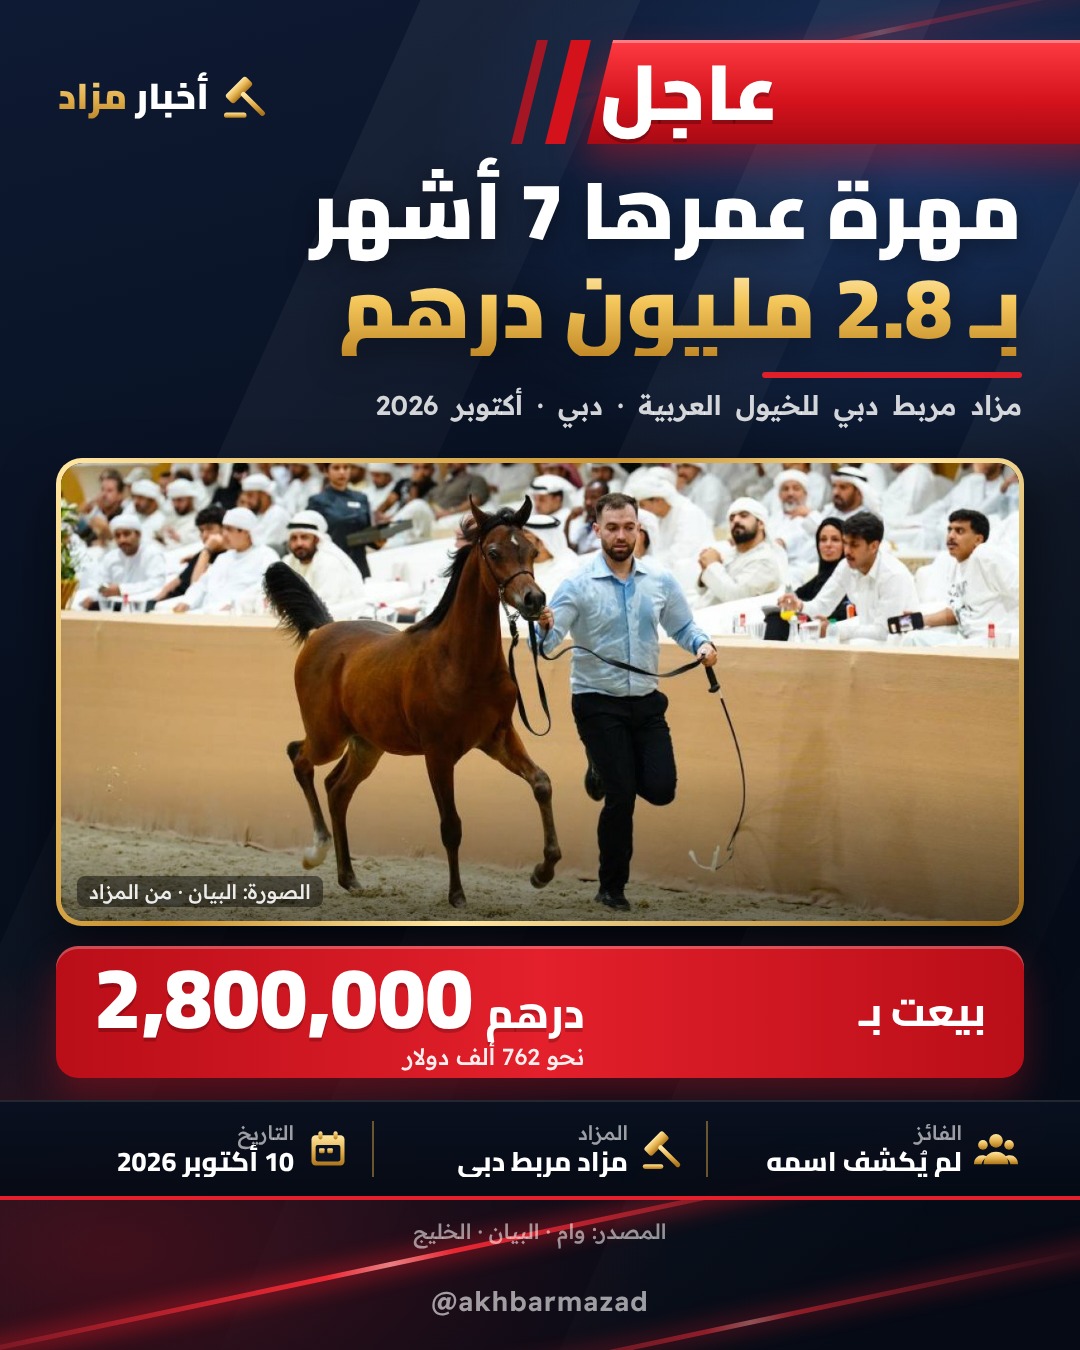 عاجل
أخبار مزاد
مهرة عمرها 7 أشهر
بـ 2.8 مليون درهم
مزاد مربط دبي للخيول العربية · دبي · أكتوبر 2026
الصورة: البيان · من المزاد
بيعت بـ
2,800,000 درهم
نحو 762 ألف دولار
الفائز
لم يُكشف اسمه
المزاد
مزاد مربط دبي
التاريخ
10 أكتوبر 2026
المصدر: وام · البيان · الخليج
@akhbarmazad